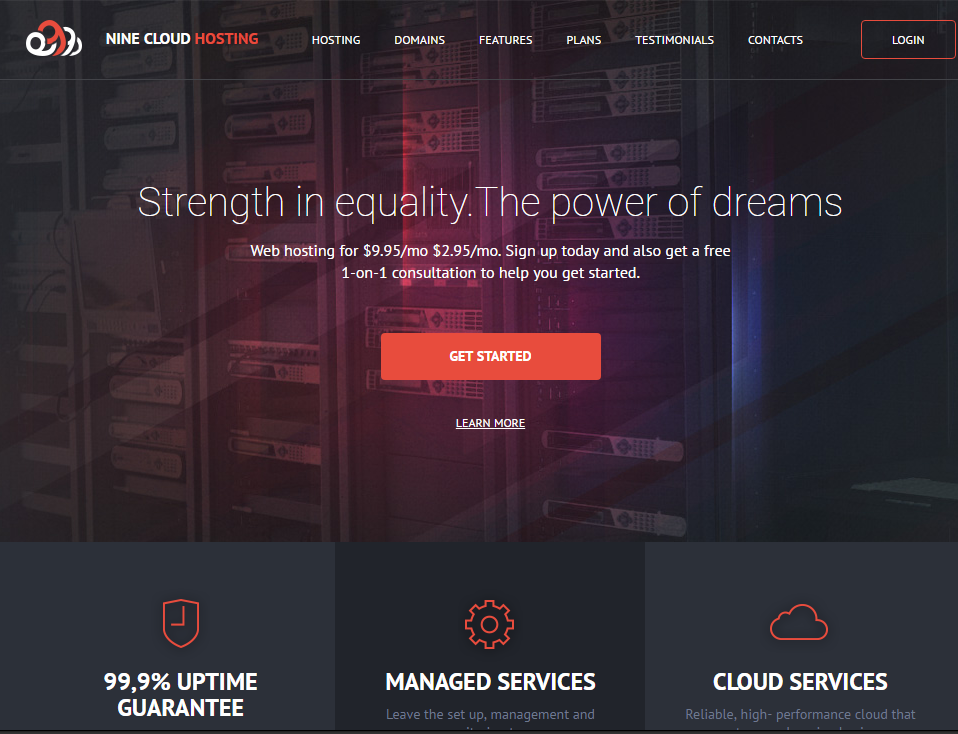 NINE CLOUD HOSTING
HOSTING
DOMAINS
FEATURES
PLANS
TESTIMONIALS
CONTACTS
LOGIN
Strength in equality.The power of dreams
Web hosting for $9.95/mo $2.95/mo. Sign up today and also get a free
1-on-1 consultation to help you get started.
GET STARTED
LEARN MORE
99,9% UPTIME
GUARANTEE
MANAGED SERVICES
Leave the set up, management and
CLOUD SERVICES
Reliable, high- performance cloud that